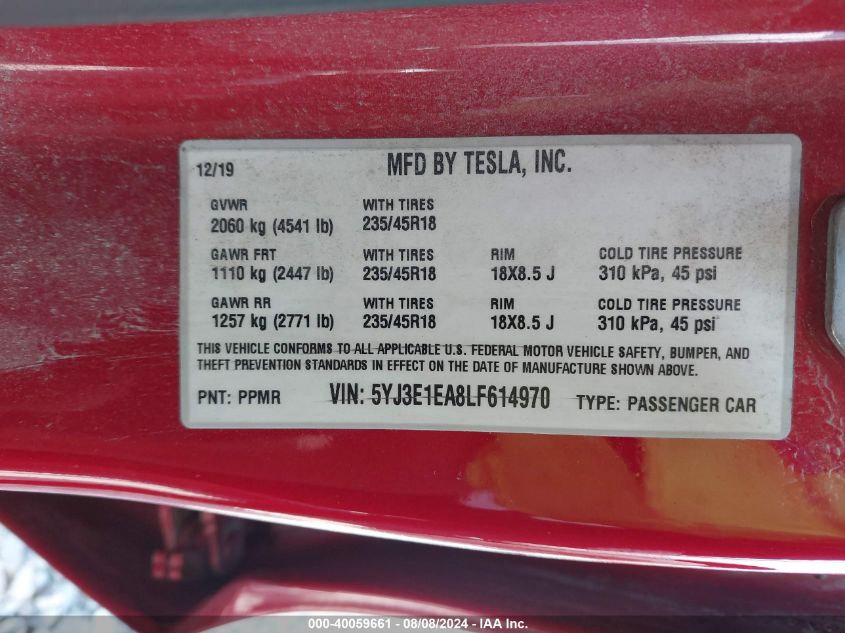 12/19 MFD BY TESLA, INC.
GVWR WITH TIRES
2060 kg (4541 lb) 235/45R18
GAWR FRT WITH TIRES RIM COLD TIRE PRESSURE
1110 kg (2447 lb) 235/45R18 18X8.5 J 310 kPa, 45 psi
GAWR RR WITH TIRES RIM COLD TIRE PRESSURE
1257 kg (2771 lb) 235/45R18 18X8.5 J 310 kPa, 45 psi
THIS VEHICLE CONFORMS TO ALL APPLICABLE U.S. FEDERAL MOTOR VEHICLE SAFETY, BUMPER, AND
THEFT PREVENTION STANDARDS IN EFFECT ON THE DATE OF MANUFACTURE SHOWN ABOVE.
PNT: PPMR VIN: 5YJ3E1EA8LF614970 TYPE: PASSENGER CAR
000-40059661 - 08/08/2024 - IAA Inc.